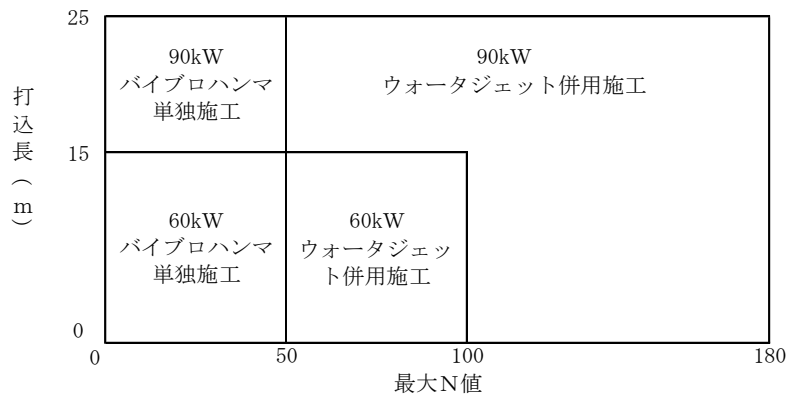 25
90kW
バイブロハンマ
単独施工
90kW
ウォータジェット併用施工
打込長（ｍ）
15
60kW
バイブロハンマ
単独施工
60kW
ウォータジェッ
ト併用施工
0
0
50
100
180
最大Ｎ値